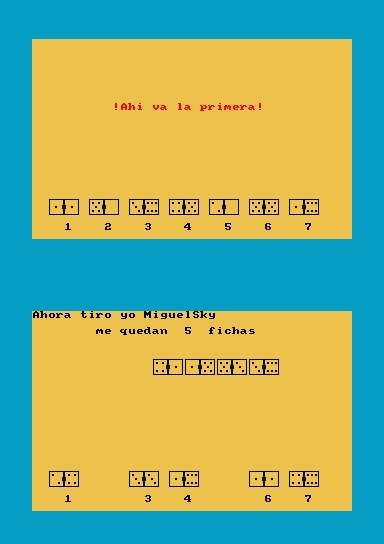 !Ahi va la primera!
1 2 3 4 5 6 7
Ahora tiro yo MiguelSky
me quedan 5 fichas
1 3 4 6 7